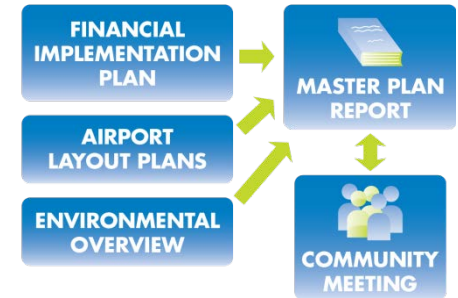 FINANCIAL
IMPLEMENTATION
PLAN
MASTER PLAN
REPORT
AIRPORT
LAYOUT PLANS
ENVIRONMENTAL
OVERVIEW
COMMUNITY
MEETING